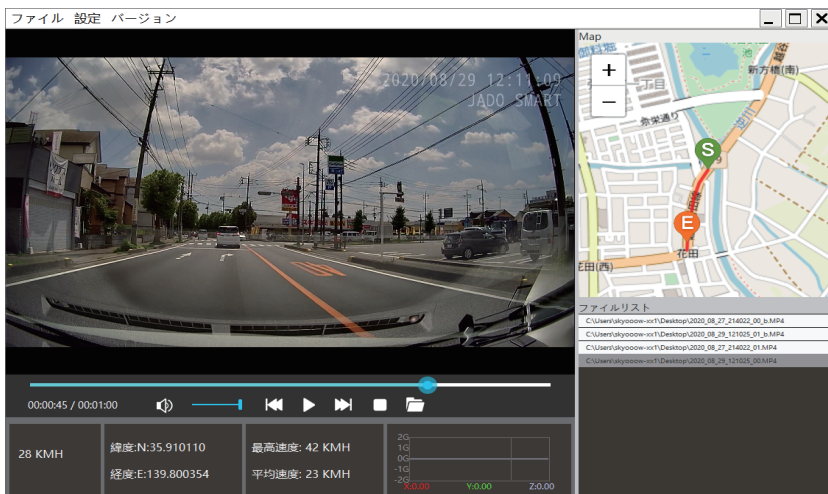 ファイル 設定 バージョン
2020/08/29 12:11:09
JADO SMART
00:00:45 / 00:01:00
28 KMH
緯度:N:35.910110
経度:E:139.800354
最高速度: 42 KMH
平均速度: 23 KMH
2G
1G
0G
-1G
-2G
X:0.00
Y:0.00
Z:0.00
Map
+
−
丁目
池
越谷
新方橋(南)
弥栄通り
S
E
花田
花田(西)
ファイルリスト
C:\Users\skyooow-xx1\Desktop\2020_08_27_214022_00_b.MP4
C:\Users\skyooow-xx1\Desktop\2020_08_29_121025_01_b.MP4
C:\Users\skyooow-xx1\Desktop\2020_08_27_214022_01.MP4
C:\Users\skyooow-xx1\Desktop\2020_08_29_121025_00.MP4